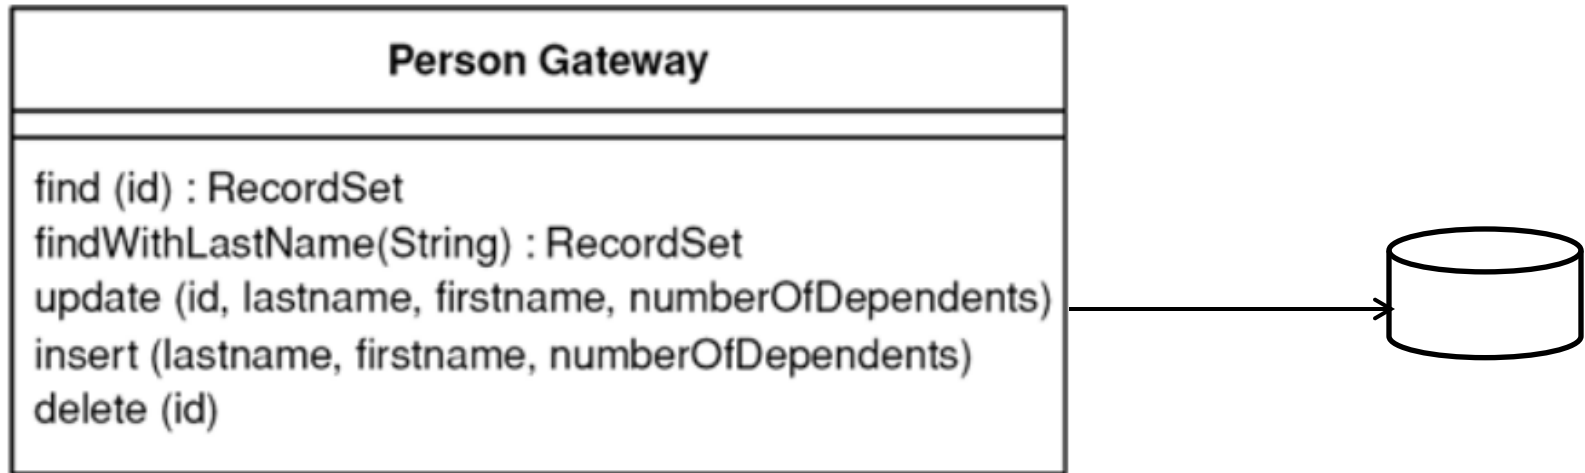 Person Gateway
find (id) : RecordSet
findWithLastName(String) : RecordSet
update (id, lastname, firstname, numberOfDependents)
insert (lastname, firstname, numberOfDependents)
delete (id)